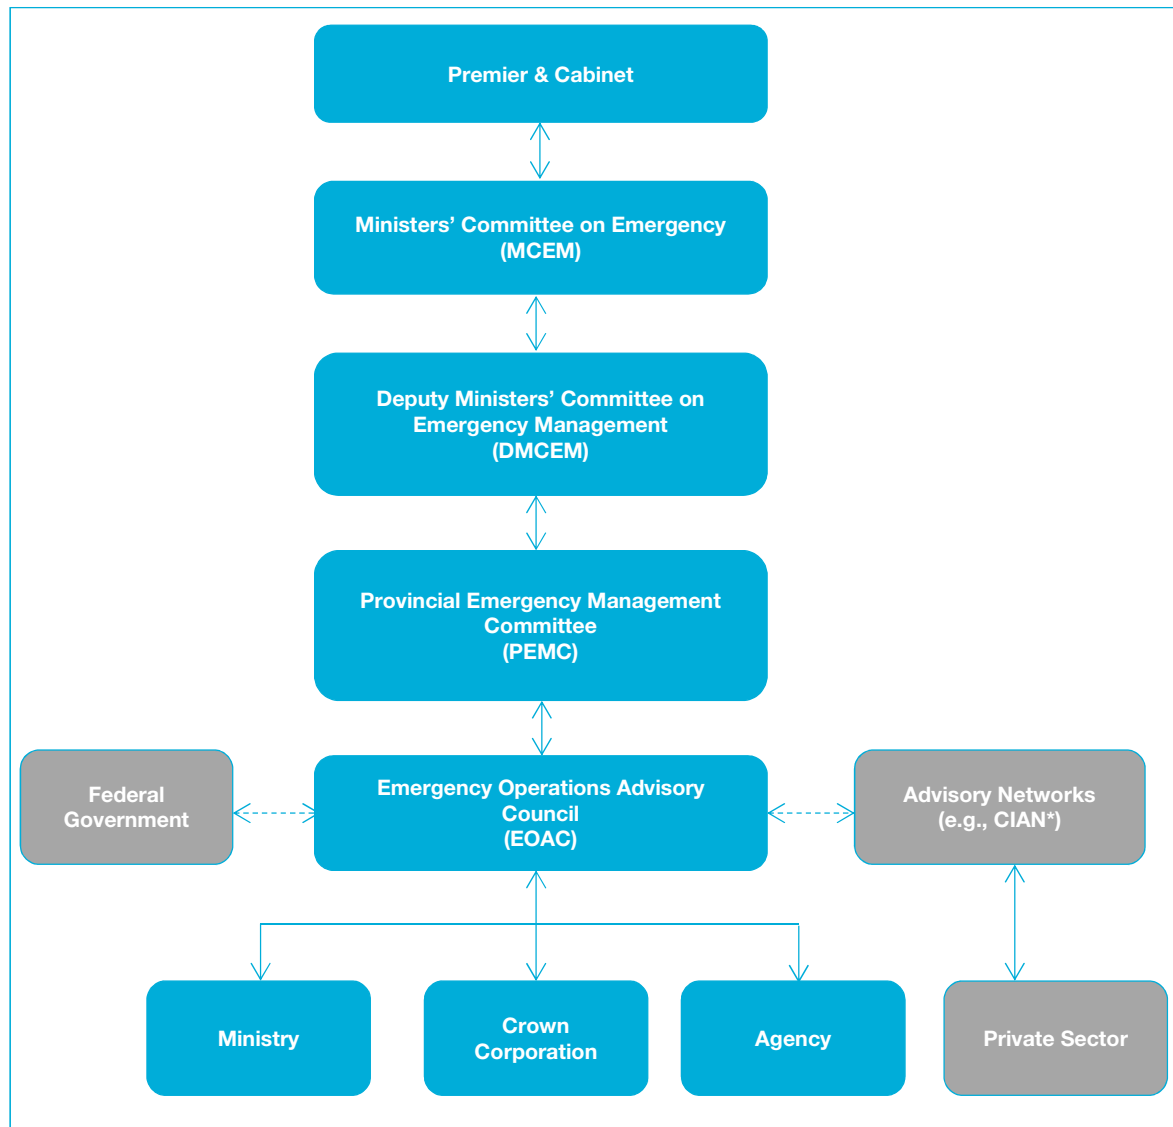 Premier & Cabinet
Ministers’ Committee on Emergency
(MCEM)
Deputy Ministers’ Committee on
Emergency Management
(DMCEM)
Provincial Emergency Management
Committee
(PEMC)
Federal
Government
Emergency Operations Advisory
Council
(EOAC)
Advisory Networks
(e.g., CIAN*)
Ministry
Crown
Corporation
Agency
Private Sector